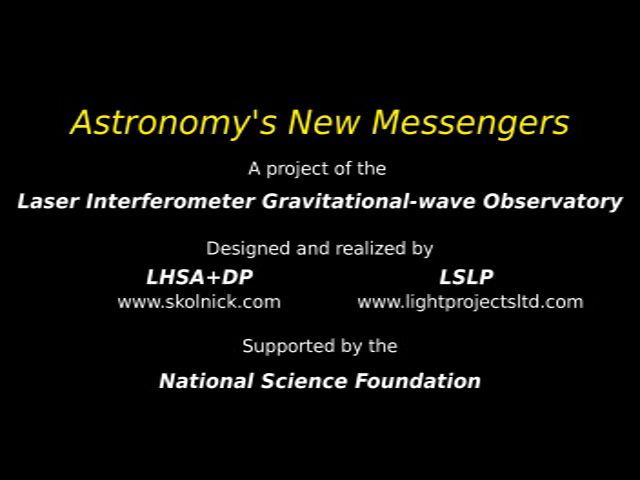 Astronomy's New Messengers
A project of the
Laser Interferometer Gravitational-wave Observatory
Designed and realized by
LHSA+DP LSLP
www.skolnick.com www.lightprojectsltd.com
Supported by the
National Science Foundation